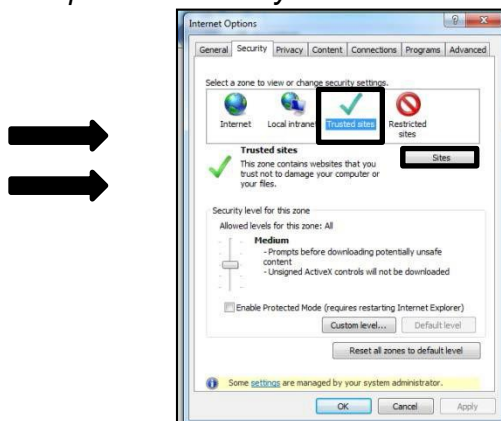 Internet Options
General Security Privacy Content Connections Programs Advanced
Select a zone to view or change security settings.
Internet Local intranet Trusted sites Restricted sites
Trusted sites
Sites
This zone contains websites that you
trust not to damage your computer or
your files.
Security level for this zone
Allowed levels for this zone: All
Medium
- Prompts before downloading potentially unsafe
content
- Unsigned ActiveX controls will not be downloaded
Enable Protected Mode (requires restarting Internet Explorer)
Custom level... Default level
Reset all zones to default level
Some settings are managed by your system administrator.
OK Cancel Apply